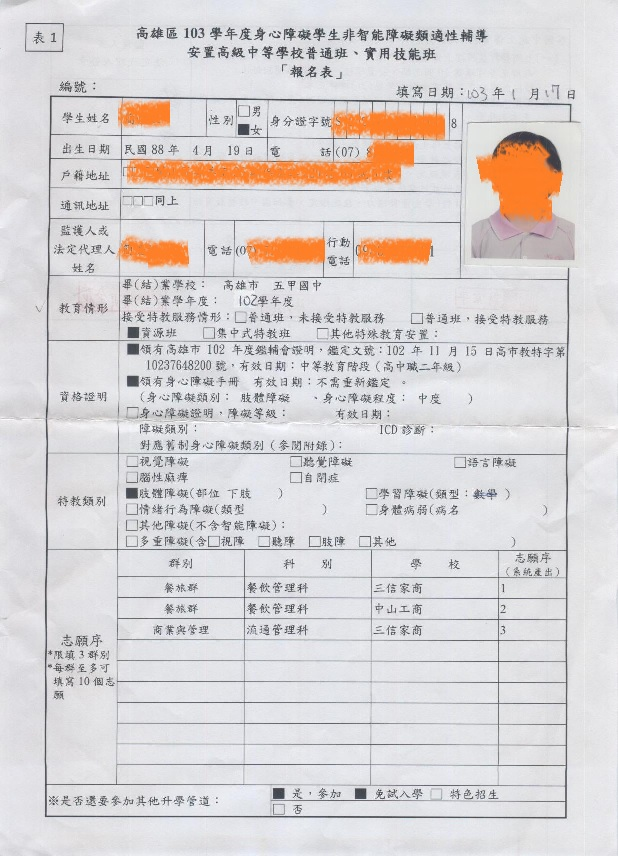 表1
高雄區 103 學年度身心障礙學生非智能障礙類適性輔導
安置高級中等學校普通班、實用技能班
「報名表」
編號：
填寫日期：103年 1 月 17 日
學生姓名 性別 □男 ■女 身分證字號 8
出生日期 民國 88 年 4 月 19 日 電 話 (07) 8
戶籍地址
通訊地址 □□□同上
監護人或法定代理人姓名 電話 (07) 行動電話 09 1
教育情形
畢(結)業學校： 高雄市 五甲國中
畢(結)業學年度： 102學年度
接受特教服務情形：□普通班，未接受特教服務 □普通班，接受特教服務
■資源班 □集中式特教班 □其他特殊教育安置：
資格證明
■領有高雄市 102 年度鑑輔會證明，鑑定文號：102 年 11 月 15 日高市教特字第
10237648200 號，有效日期：中等教育階段（高中職二年級）
■領有身心障礙手冊 有效日期：不需重新鑑定 。
（身心障礙類別： 肢體障礙 、身心障礙程度： 中度 ）
□身心障礙證明，障礙等級： 有效日期：
障礙類別： ICD 診斷：
對應舊制身心障礙類別（參閱附錄）：
特教類別
□視覺障礙 □聽覺障礙 □語言障礙
□腦性麻痺 □自閉症
■肢體障礙(部位 下肢 ) □學習障礙(類型：數學 )
□情緒行為障礙(類型 ) □身體病弱(病名 )
□其他障礙(不含智能障礙)：
□多重障礙(含□視障 □聽障 □肢障 □其他 )
志願序
*限填 3 群別
*每群至多可填寫 10 個志願
群別 科 別 學 校 志願序（系統產出）
餐旅群 餐飲管理科 三信家商 1
餐旅群 餐飲管理科 中山工商 2
商業與管理 流通管理科 三信家商 3
※是否還要參加其他升學管道： ■ 是，參加 ■ 免試入學 □ 特色招生
□ 否